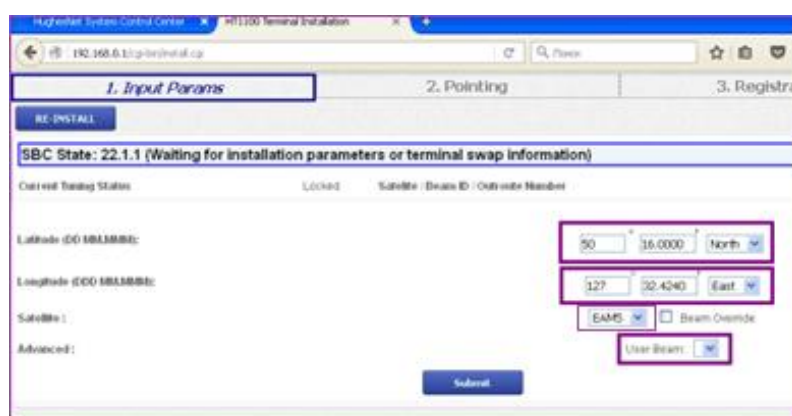 HughesNet System Control Center × HT1100 Terminal Installation ×
192.168.0.1/cgi-bin/install.cgi Поиск
1. Input Params 2. Pointing 3. Registra
RE-INSTALL
SBC State: 22.1.1 (Waiting for installation parameters or terminal swap information)
Current Tuning Status Locked Satellite / Beam ID / Outroute Number
Latitude (DD MM.MMMM): 50 ° 16.0000 ' North
Longitude (DDD MM.MMMM): 127 ° 32.4240 ' East
Satellite : EAM5 Beam Override
Advanced : User Beam:
Submit